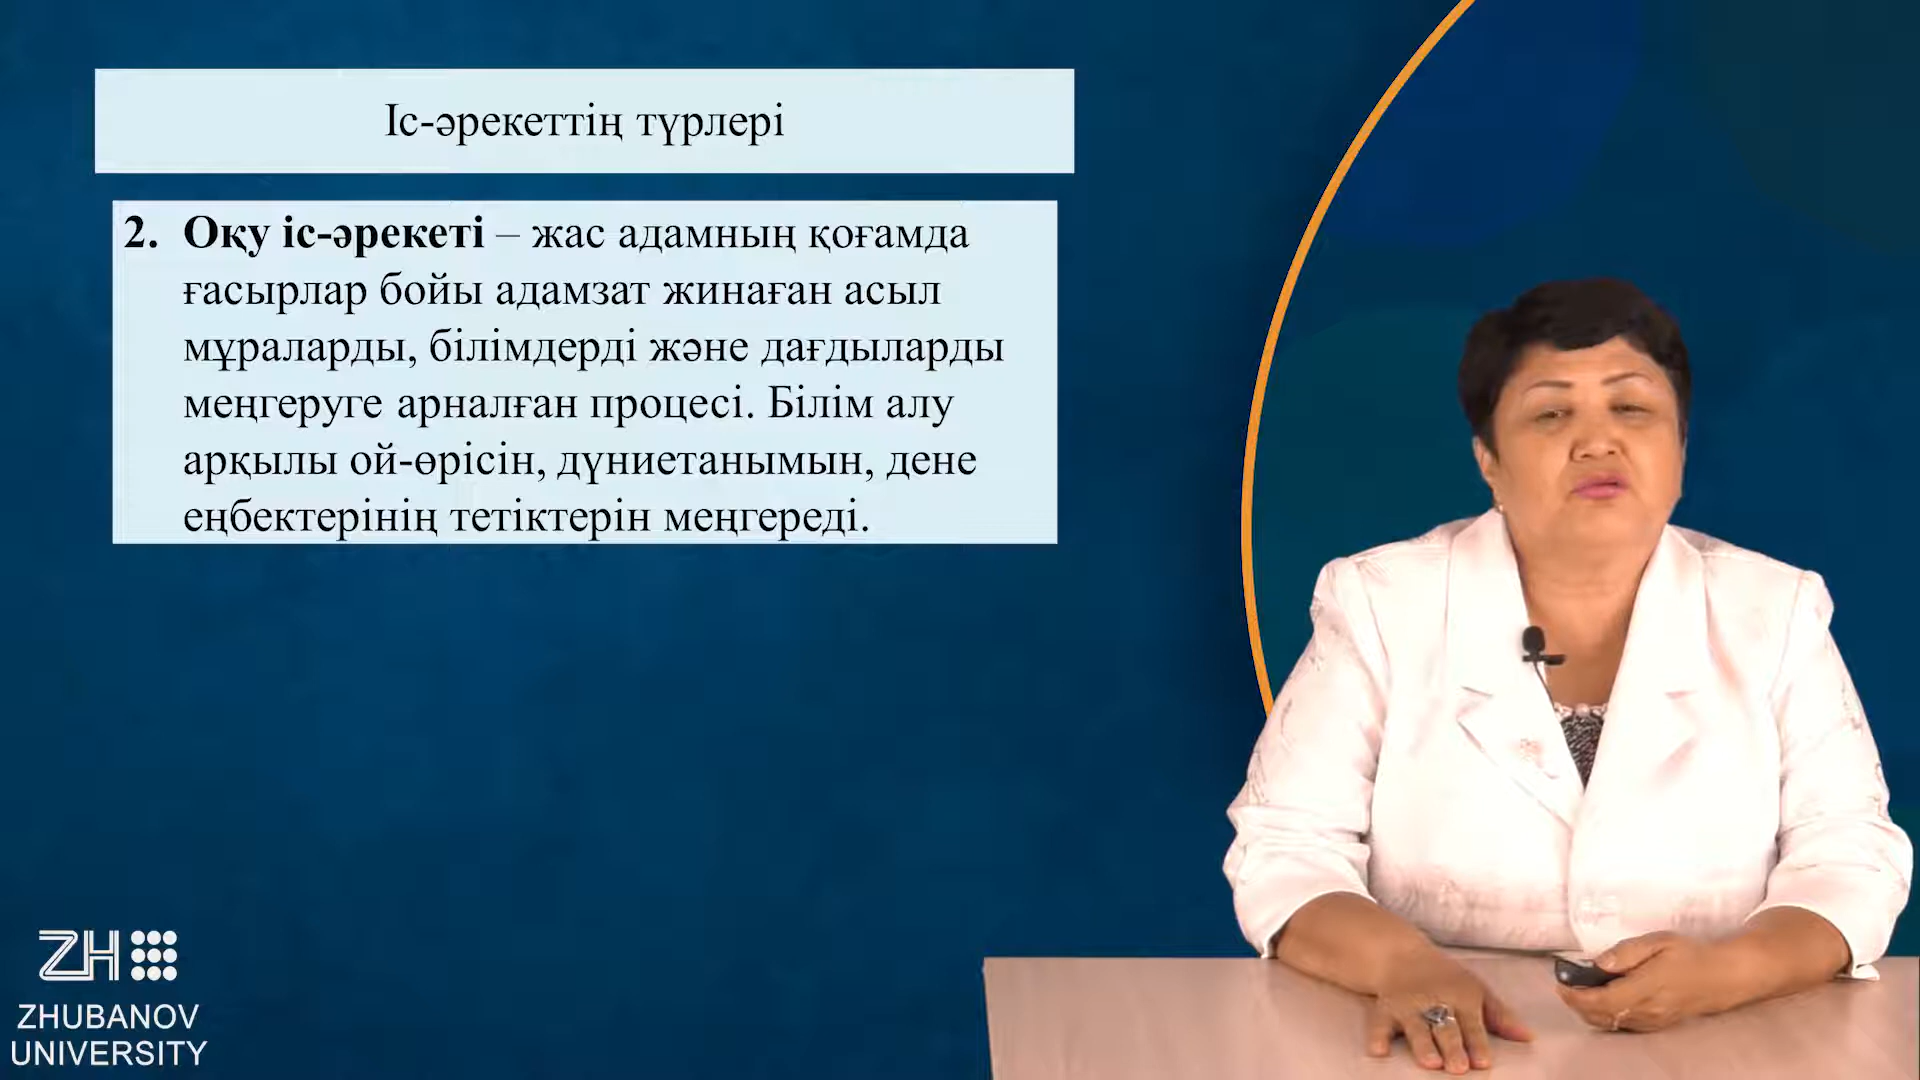 Іс-әрекеттің түрлері
2. Оқу іс-әрекеті – жас адамның қоғамда
ғасырлар бойы адамзат жинаған асыл
мұраларды, білімдерді және дағдыларды
меңгеруге арналған процесі. Білім алу
арқылы ой-өрісін, дүниетанымын, дене
еңбектерінің тетіктерін меңгереді.
ZH
ZHUBANOV
UNIVERSITY